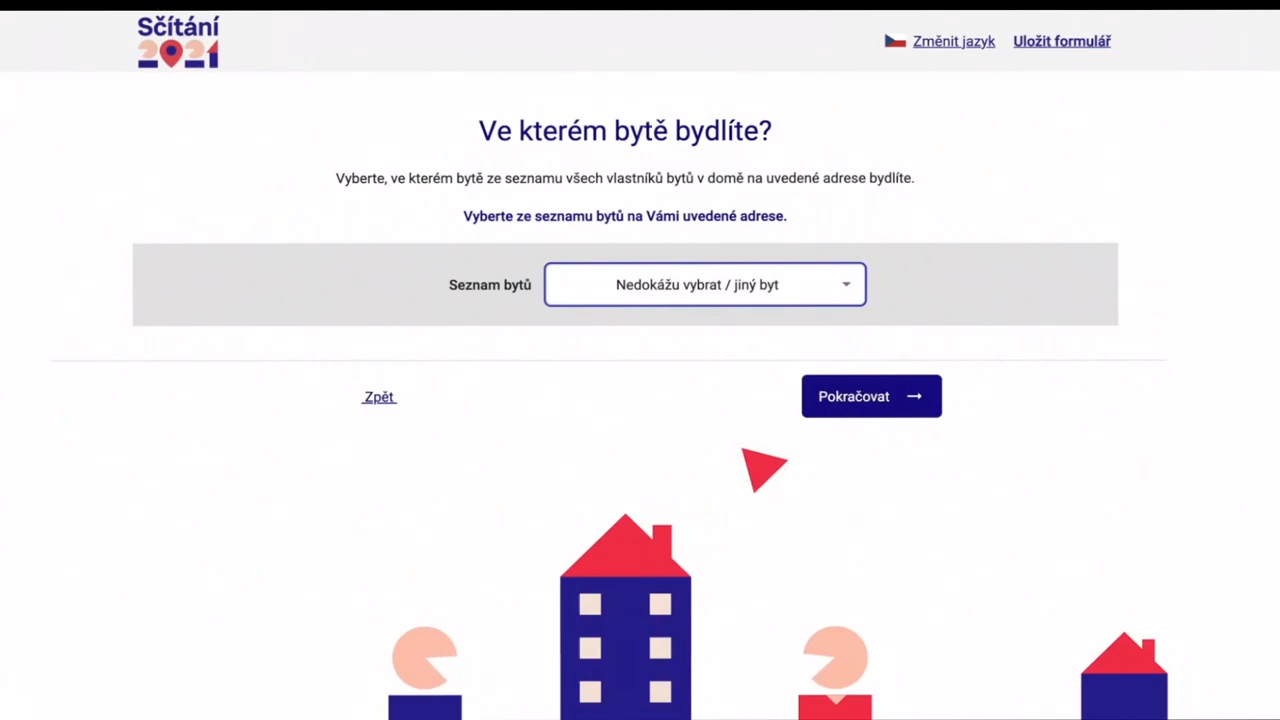 Sčítání
2021
Změnit jazyk
Uložit formulář
Ve kterém bytě bydlíte?
Vyberte, ve kterém bytě ze seznamu všech vlastníků bytů v domě na uvedené adrese bydlíte.
Vyberte ze seznamu bytů na Vámi uvedené adrese.
Seznam bytů
Nedokážu vybrat / jiný byt
Zpět
Pokračovat →